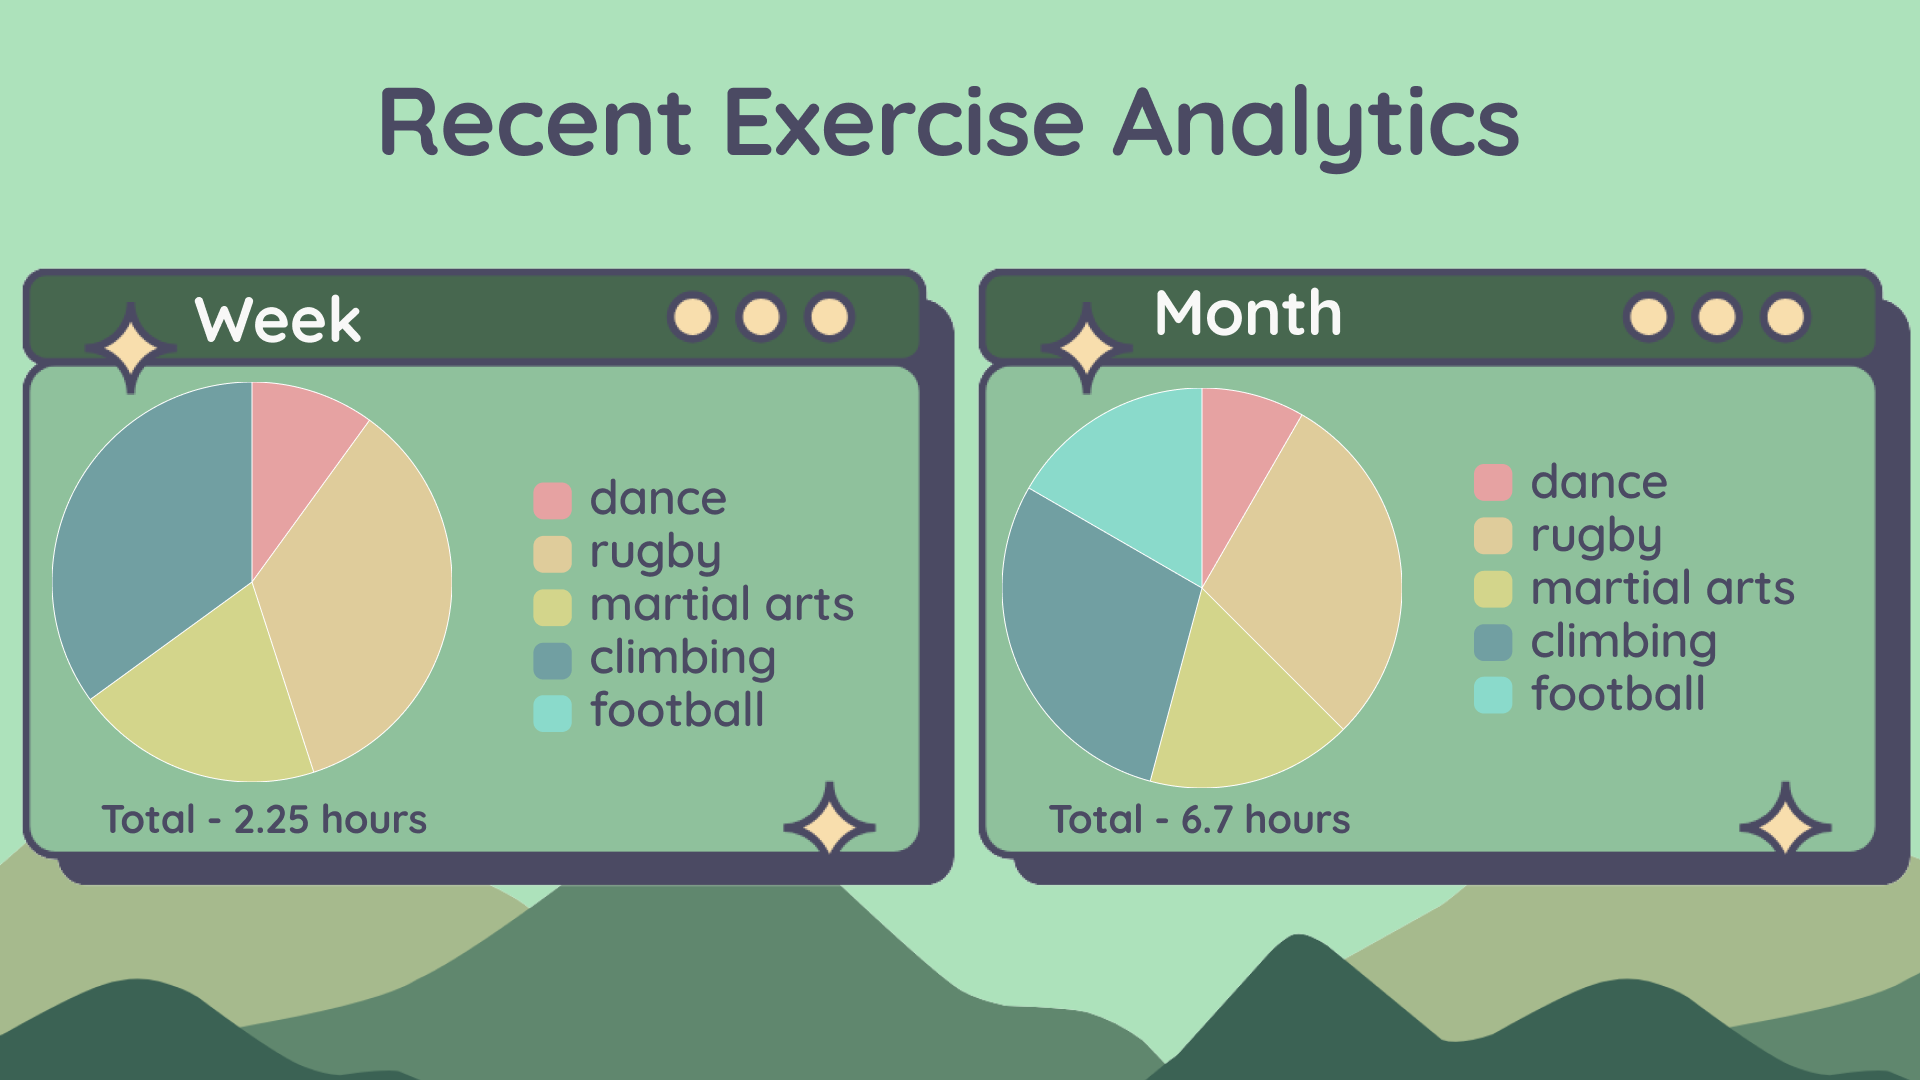 Recent Exercise Analytics
Week
dance
rugby
martial arts
climbing
football
Total - 2.25 hours
Month
dance
rugby
martial arts
climbing
football
Total - 6.7 hours